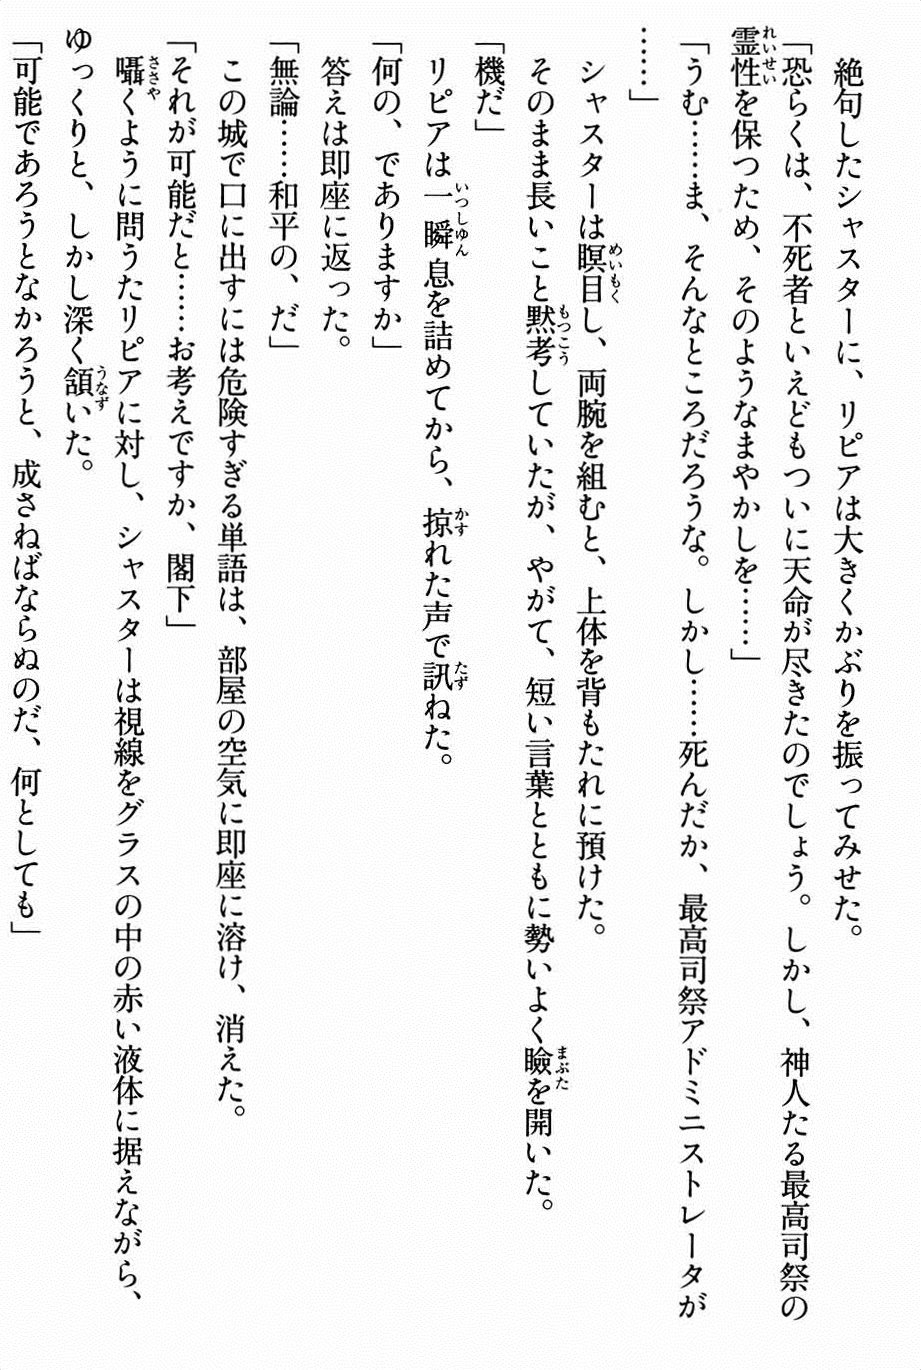 絶句したシャスターに、リピアは大きくかぶりを振ってみせた。
「恐らくは、不死者といえどもついに天命が尽きたのでしょう。しかし、神人たる最高司祭の
霊性を保つため、そのようなまやかしを……」
「うむ……ま、そんなところだろうな。しかし……死んだか、最高司祭アドミニストレータが
……」
シャスターは瞑目し、両腕を組むと、上体を背もたれに預けた。
そのまま長いこと黙考していたが、やがて、短い言葉とともに勢いよく瞼を開いた。
「機だ」
リピアは一瞬息を詰めてから、掠れた声で訊ねた。
「何の、でありますか」
答えは即座に返った。
「無論……和平の、だ」
この城で口に出すには危険すぎる単語は、部屋の空気に即座に溶け、消えた。
「それが可能だと……お考えですか、閣下」
囁くように問うたリピアに対し、シャスターは視線をグラスの中の赤い液体に据えながら、
ゆっくりと、しかし深く頷いた。
「可能であろうとなかろうと、成さねばならぬのだ、何としても」